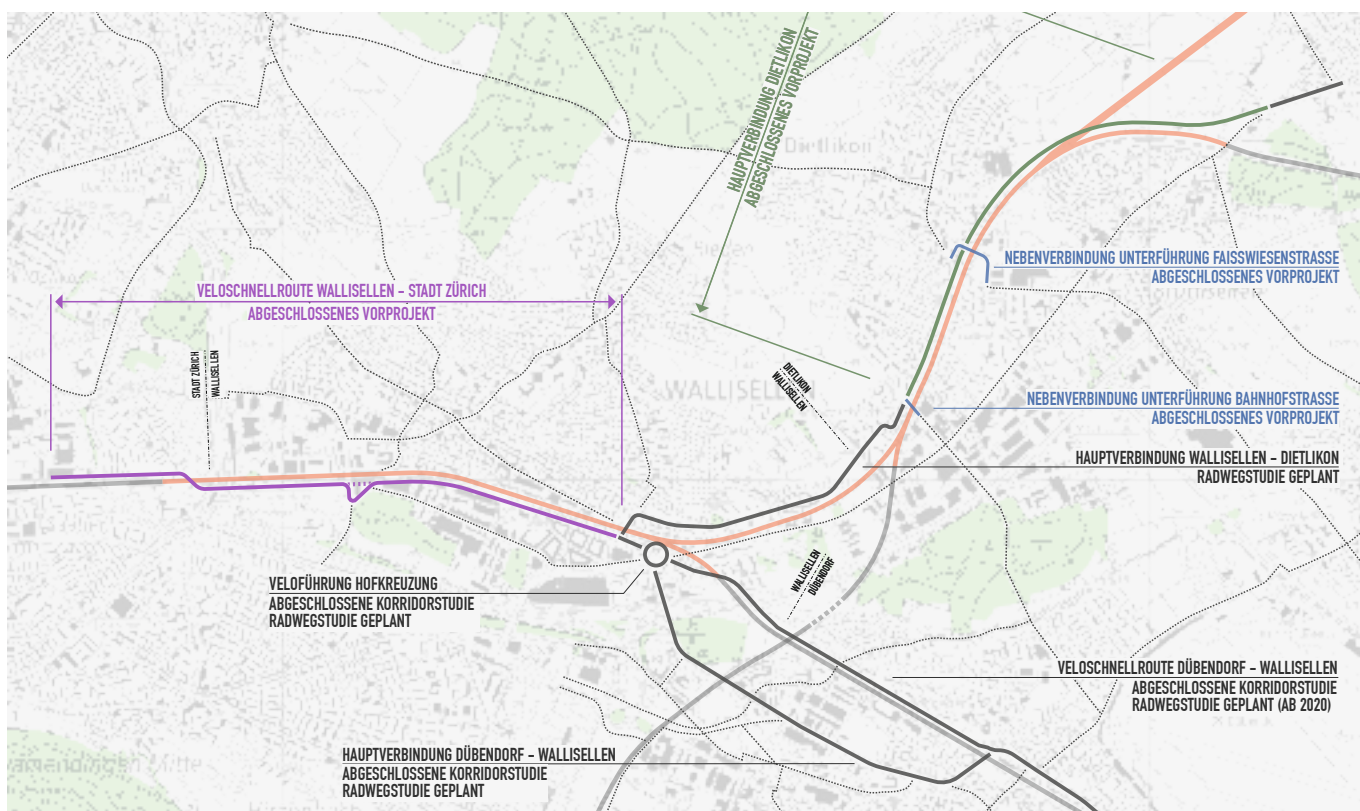 HAUPTVERBINDUNG DIETLIKON
ABGESCHLOSSENES VORPROJEKT
Dietlikon
NEBENVERBINDUNG UNTERFÜHRUNG FAISSWIESENSTRASSE
ABGESCHLOSSENES VORPROJEKT
VELOSCHNELLROUTE WALLISELLEN – STADT ZÜRICH
ABGESCHLOSSENES VORPROJEKT
STADT ZÜRICH
WALLISELLEN
WALLISELLEN
DIETLIKON
WALLISELLEN
NEBENVERBINDUNG UNTERFÜHRUNG BAHNHOFSTRASSE
ABGESCHLOSSENES VORPROJEKT
HAUPTVERBINDUNG WALLISELLEN – DIETLIKON
RADWEGSTUDIE GEPLANT
WALLISELLEN
DÜBENDORF
VELOFÜHRUNG HOFKREUZUNG
ABGESCHLOSSENE KORRIDORSTUDIE
RADWEGSTUDIE GEPLANT
VELOSCHNELLROUTE DÜBENDORF – WALLISELLEN
ABGESCHLOSSENE KORRIDORSTUDIE
RADWEGSTUDIE GEPLANT (AB 2020)
HAUPTVERBINDUNG DÜBENDORF – WALLISELLEN
ABGESCHLOSSENE KORRIDORSTUDIE
RADWEGSTUDIE GEPLANT